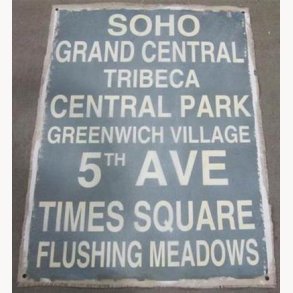 SOHO
GRAND CENTRAL
TRIBECA
CENTRAL PARK
GREENWICH VILLAGE
5TH AVE
TIMES SQUARE
FLUSHING MEADOWS